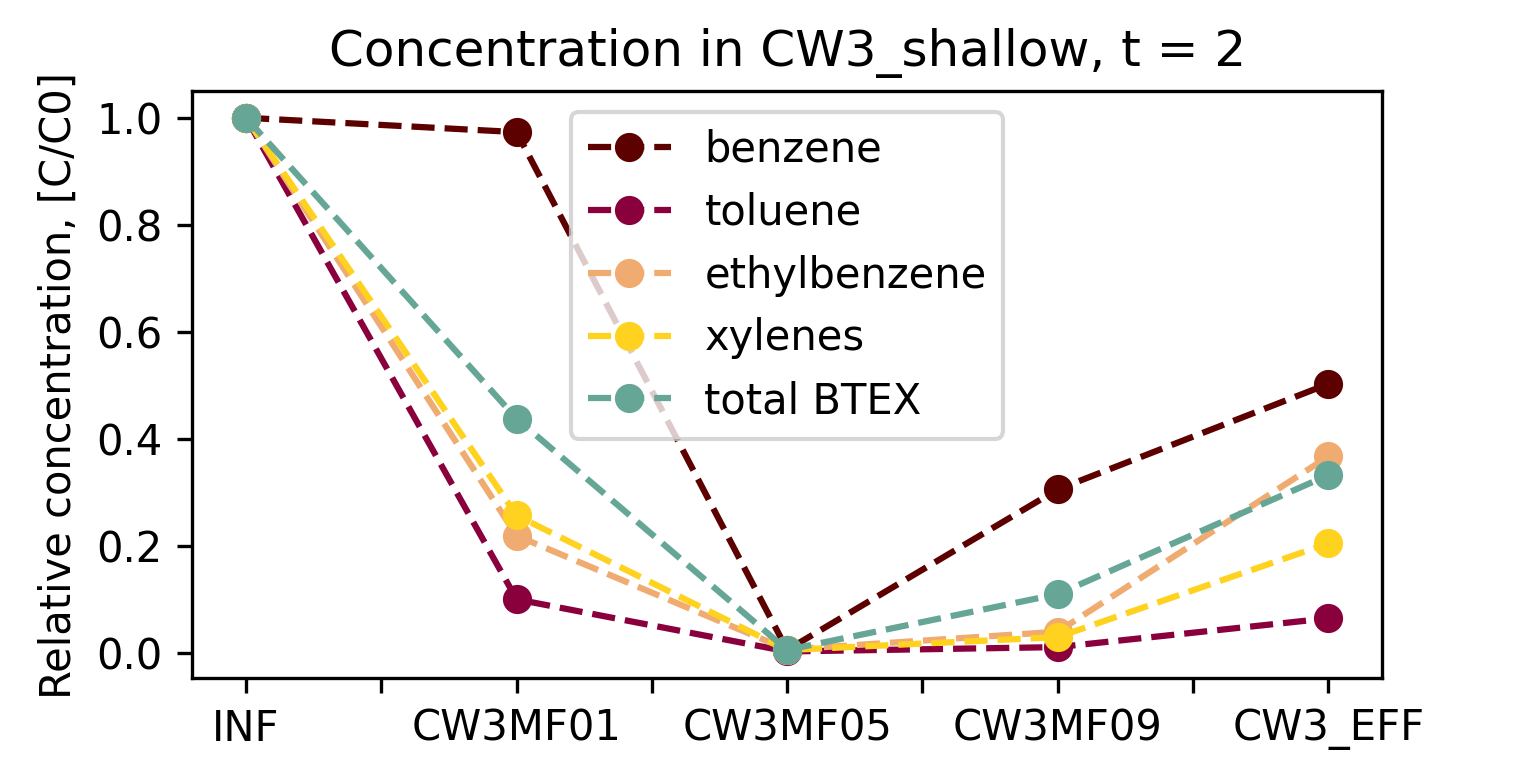 Concentration in CW3_shallow, t = 2
Relative concentration, [C/C0]
1.0
0.8
0.6
0.4
0.2
0.0
benzene
toluene
ethylbenzene
xylenes
total BTEX
INF
CW3MF01
CW3MF05
CW3MF09
CW3_EFF